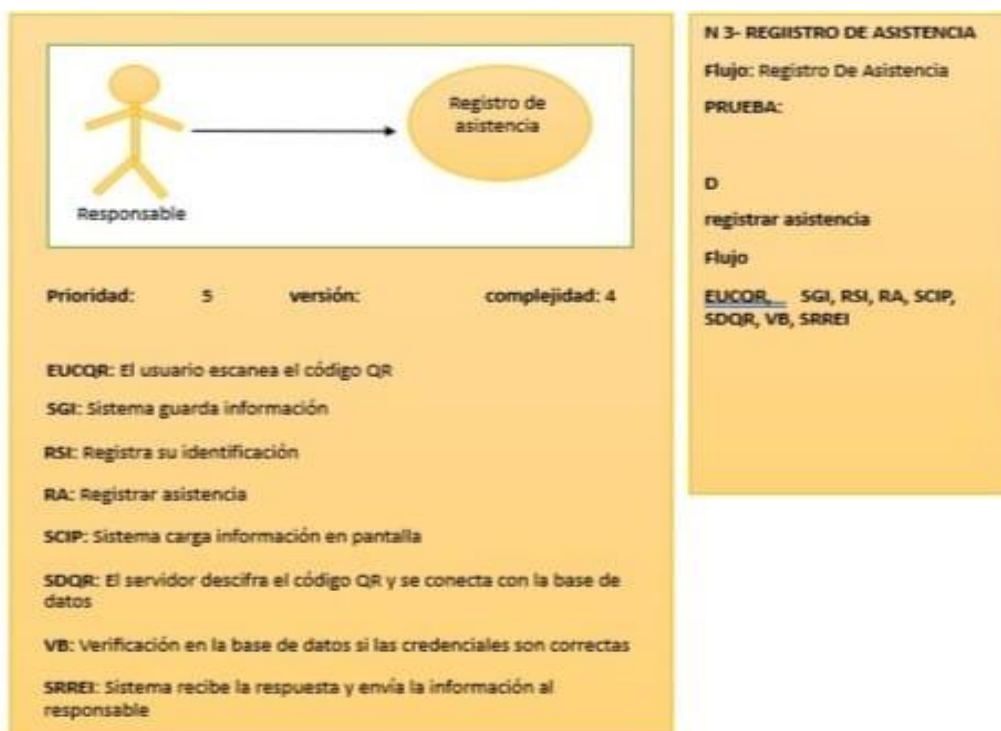 Registro de
asistencia
Responsable
Prioridad: 5 versión: complejidad: 4
EUCQR: El usuario escanea el código QR
SGI: Sistema guarda información
RSI: Registra su identificación
RA: Registrar asistencia
SCIP: Sistema carga información en pantalla
SDQR: El servidor descifra el código QR y se conecta con la base de
datos
VB: Verificación en la base de datos si las credenciales son correctas
SRREI: Sistema recibe la respuesta y envía la información al
responsable
N 3- REGIISTRO DE ASISTENCIA
Flujo: Registro De Asistencia
PRUEBA:
D
registrar asistencia
Flujo
EUCQR, SGI, RSI, RA, SCIP,
SDQR, VB, SRREI